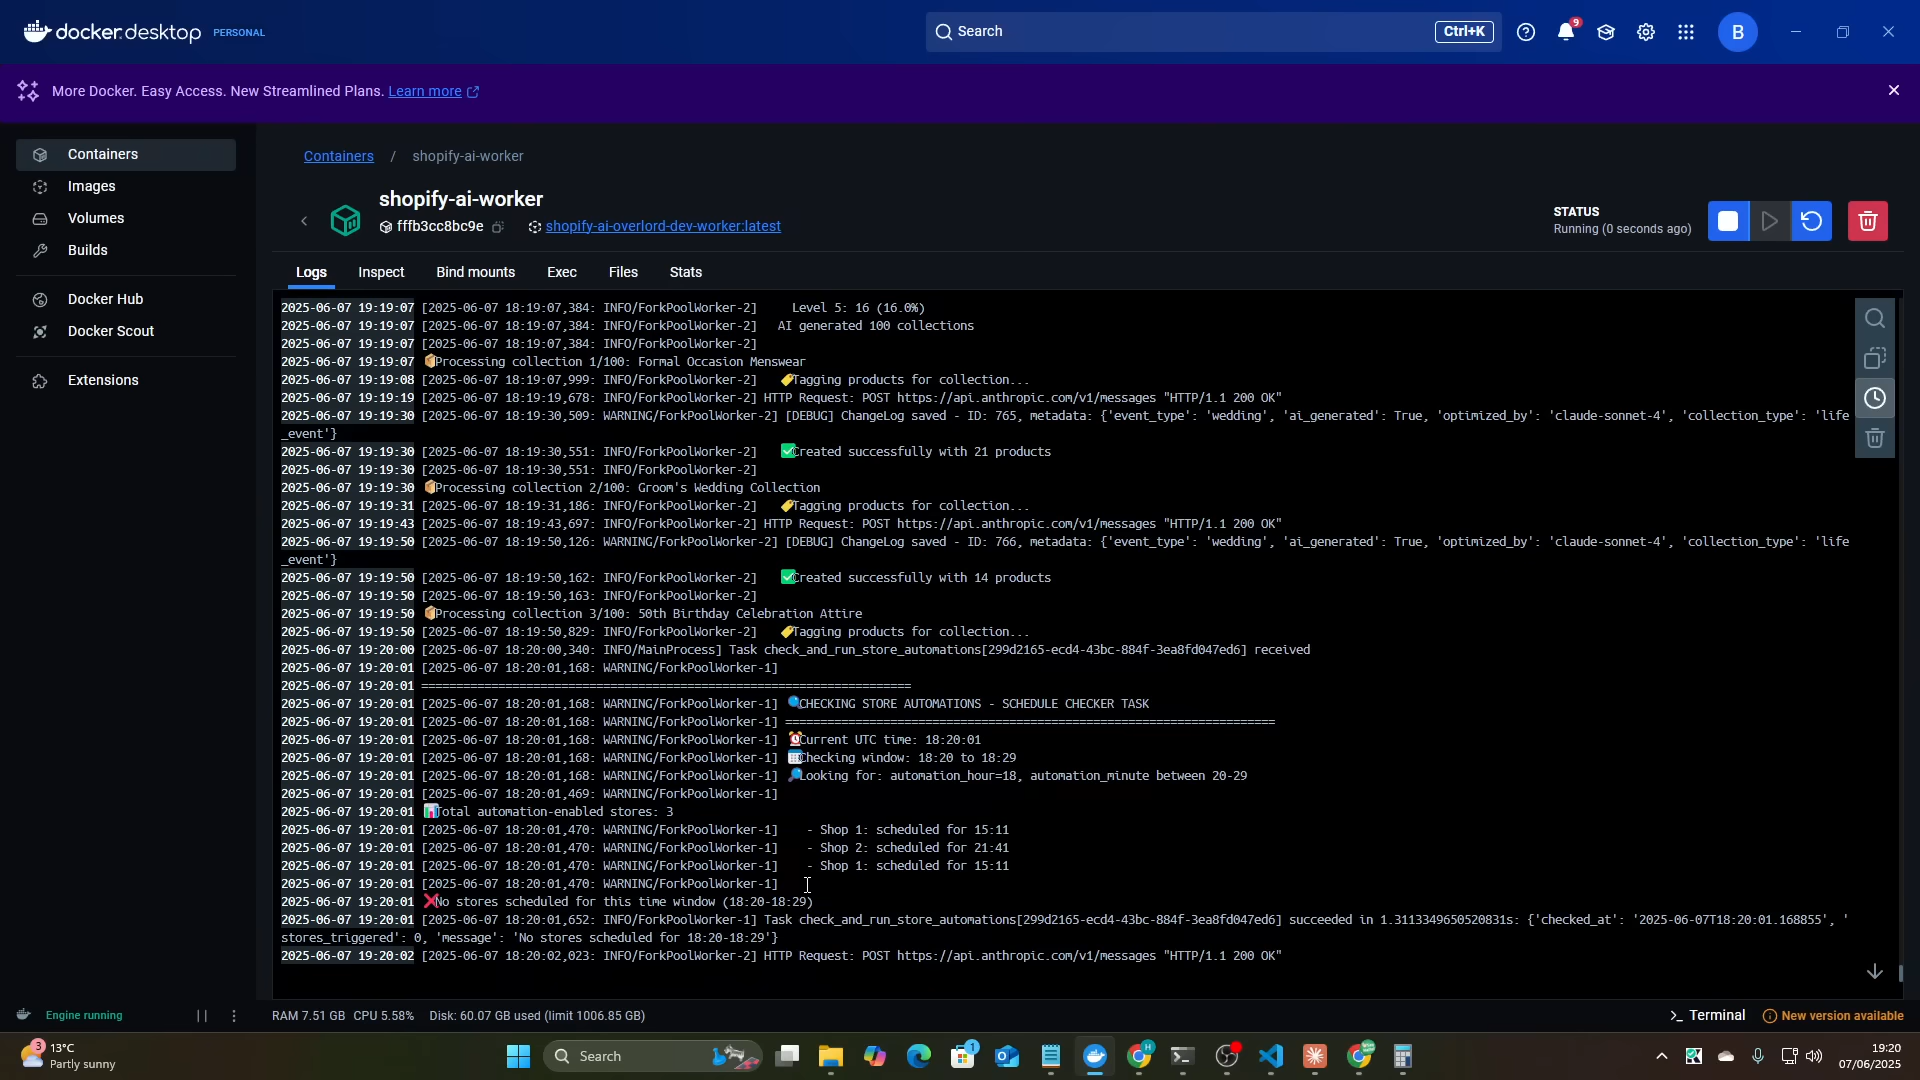 docker desktop PERSONAL
Search Ctrl+K
9
B
More Docker. Easy Access. New Streamlined Plans. Learn more
Containers
Images
Volumes
Builds
Docker Hub
Docker Scout
Extensions
Containers / shopify-ai-worker
shopify-ai-worker
fffb3cc8bc9e shopify-ai-overlord-dev-worker:latest
STATUS
Running (0 seconds ago)
Logs Inspect Bind mounts Exec Files Stats
2025-06-07 19:19:07 [2025-06-07 18:19:07,384: INFO/ForkPoolWorker-2] Level 5: 16 (16.0%)
2025-06-07 19:19:07 [2025-06-07 18:19:07,384: INFO/ForkPoolWorker-2] AI generated 100 collections
2025-06-07 19:19:07 [2025-06-07 18:19:07,384: INFO/ForkPoolWorker-2]
2025-06-07 19:19:07 📦Processing collection 1/100: Formal Occasion Menswear
2025-06-07 19:19:08 [2025-06-07 18:19:07,999: INFO/ForkPoolWorker-2] 🏷️Tagging products for collection...
2025-06-07 19:19:19 [2025-06-07 18:19:19,678: INFO/ForkPoolWorker-2] HTTP Request: POST https://api.anthropic.com/v1/messages "HTTP/1.1 200 OK"
2025-06-07 19:19:30 [2025-06-07 18:19:30,509: WARNING/ForkPoolWorker-2] [DEBUG] ChangeLog saved - ID: 765, metadata: {'event_type': 'wedding', 'ai_generated': True, 'optimized_by': 'claude-sonnet-4', 'collection_type': 'life
_event'}
2025-06-07 19:19:30 [2025-06-07 18:19:30,551: INFO/ForkPoolWorker-2] ✅Created successfully with 21 products
2025-06-07 19:19:30 [2025-06-07 18:19:30,551: INFO/ForkPoolWorker-2]
2025-06-07 19:19:30 📦Processing collection 2/100: Groom's Wedding Collection
2025-06-07 19:19:31 [2025-06-07 18:19:31,186: INFO/ForkPoolWorker-2] 🏷️Tagging products for collection...
2025-06-07 19:19:43 [2025-06-07 18:19:43,697: INFO/ForkPoolWorker-2] HTTP Request: POST https://api.anthropic.com/v1/messages "HTTP/1.1 200 OK"
2025-06-07 19:19:50 [2025-06-07 18:19:50,126: WARNING/ForkPoolWorker-2] [DEBUG] ChangeLog saved - ID: 766, metadata: {'event_type': 'wedding', 'ai_generated': True, 'optimized_by': 'claude-sonnet-4', 'collection_type': 'life
_event'}
2025-06-07 19:19:50 [2025-06-07 18:19:50,162: INFO/ForkPoolWorker-2] ✅Created successfully with 14 products
2025-06-07 19:19:50 [2025-06-07 18:19:50,163: INFO/ForkPoolWorker-2]
2025-06-07 19:19:50 📦Processing collection 3/100: 50th Birthday Celebration Attire
2025-06-07 19:19:50 [2025-06-07 18:19:50,829: INFO/ForkPoolWorker-2] 🏷️Tagging products for collection...
2025-06-07 19:20:00 [2025-06-07 18:20:00,340: INFO/MainProcess] Task check_and_run_store_automations[299d2165-ecd4-43bc-884f-3ea8fd047ed6] received
2025-06-07 19:20:01 [2025-06-07 18:20:01,168: WARNING/ForkPoolWorker-1]
2025-06-07 19:20:01 ======================================================================
2025-06-07 19:20:01 [2025-06-07 18:20:01,168: WARNING/ForkPoolWorker-1] 🔍CHECKING STORE AUTOMATIONS - SCHEDULE CHECKER TASK
2025-06-07 19:20:01 [2025-06-07 18:20:01,168: WARNING/ForkPoolWorker-1] ======================================================================
2025-06-07 19:20:01 [2025-06-07 18:20:01,168: WARNING/ForkPoolWorker-1] ⏰Current UTC time: 18:20:01
2025-06-07 19:20:01 [2025-06-07 18:20:01,168: WARNING/ForkPoolWorker-1] 📅Checking window: 18:20 to 18:29
2025-06-07 19:20:01 [2025-06-07 18:20:01,168: WARNING/ForkPoolWorker-1] 🔎Looking for: automation_hour=18, automation_minute between 20-29
2025-06-07 19:20:01 [2025-06-07 18:20:01,469: WARNING/ForkPoolWorker-1]
2025-06-07 19:20:01 📊Total automation-enabled stores: 3
2025-06-07 19:20:01 [2025-06-07 18:20:01,470: WARNING/ForkPoolWorker-1] - Shop 1: scheduled for 15:11
2025-06-07 19:20:01 [2025-06-07 18:20:01,470: WARNING/ForkPoolWorker-1] - Shop 2: scheduled for 21:41
2025-06-07 19:20:01 [2025-06-07 18:20:01,470: WARNING/ForkPoolWorker-1] - Shop 1: scheduled for 15:11
2025-06-07 19:20:01 [2025-06-07 18:20:01,470: WARNING/ForkPoolWorker-1]
2025-06-07 19:20:01 ❌No stores scheduled for this time window (18:20-18:29)
2025-06-07 19:20:01 [2025-06-07 18:20:01,652: INFO/ForkPoolWorker-1] Task check_and_run_store_automations[299d2165-ecd4-43bc-884f-3ea8fd047ed6] succeeded in 1.3113349650520831s: {'checked_at': '2025-06-07T18:20:01.168855', '
stores_triggered': 0, 'message': 'No stores scheduled for 18:20-18:29'}
2025-06-07 19:20:02 [2025-06-07 18:20:02,023: INFO/ForkPoolWorker-2] HTTP Request: POST https://api.anthropic.com/v1/messages "HTTP/1.1 200 OK"
Engine running RAM 7.51 GB CPU 5.58% Disk: 60.07 GB used (limit 1006.85 GB) >_ Terminal New version available
3 13°C
Partly sunny
Search
1
H
19:20
07/06/2025